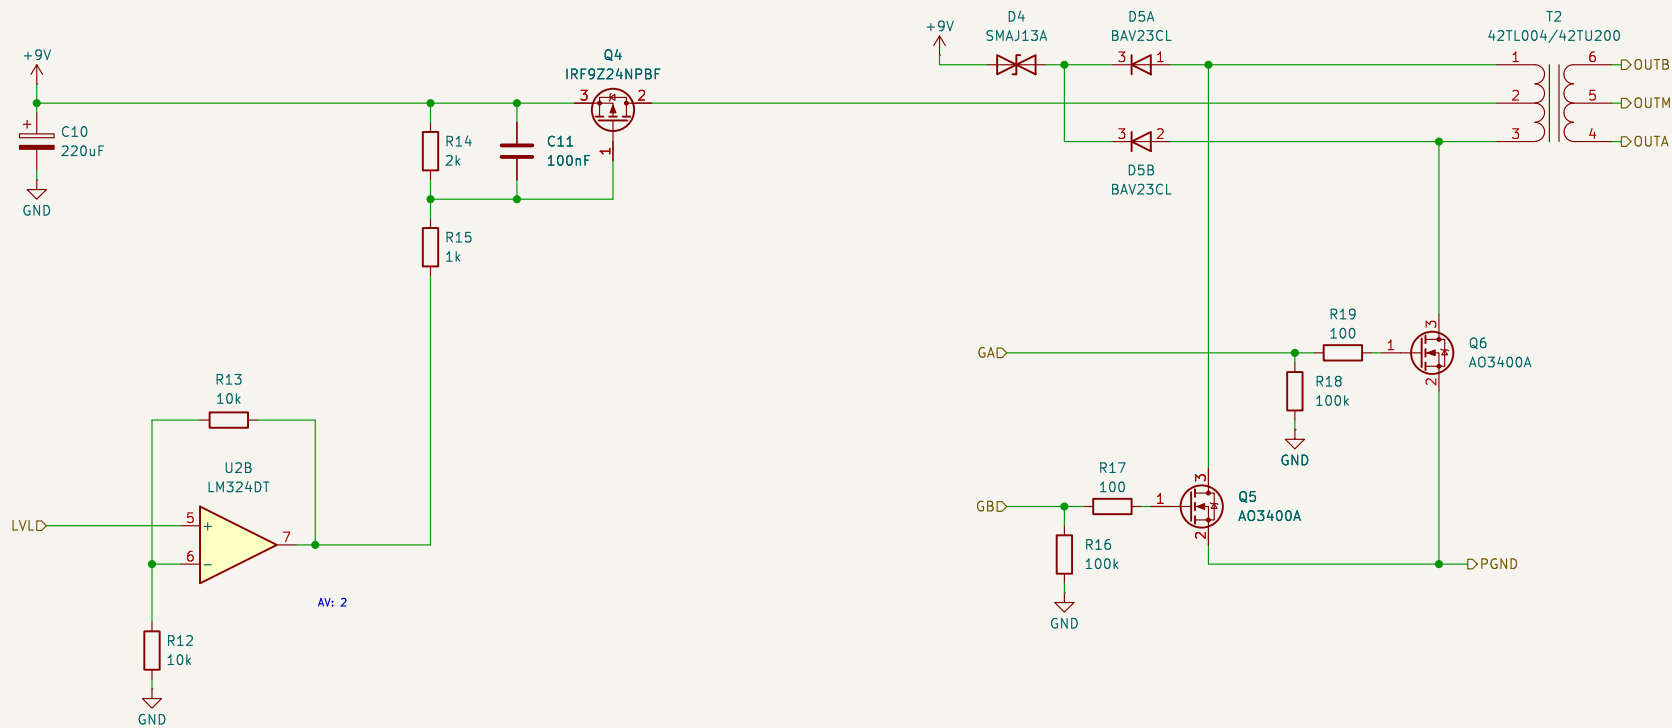 +9V
C10
220uF
+
GND
R14
2k
C11
100nF
Q4
IRF9Z24NPBF
3
2
1
R15
1k
R13
10k
U2B
LM324DT
LVL
5
+
6
−
7
AV: 2
R12
10k
GND
+9V
D4
SMAJ13A
D5A
BAV23CL
3
1
3
2
D5B
BAV23CL
T2
42TL004/42TU200
1
2
3
6
5
4
OUTB
OUTM
OUTA
GA
R19
100
R18
100k
GND
1
3
2
Q6
AO3400A
GB
R17
100
R16
100k
GND
1
3
2
Q5
AO3400A
PGND